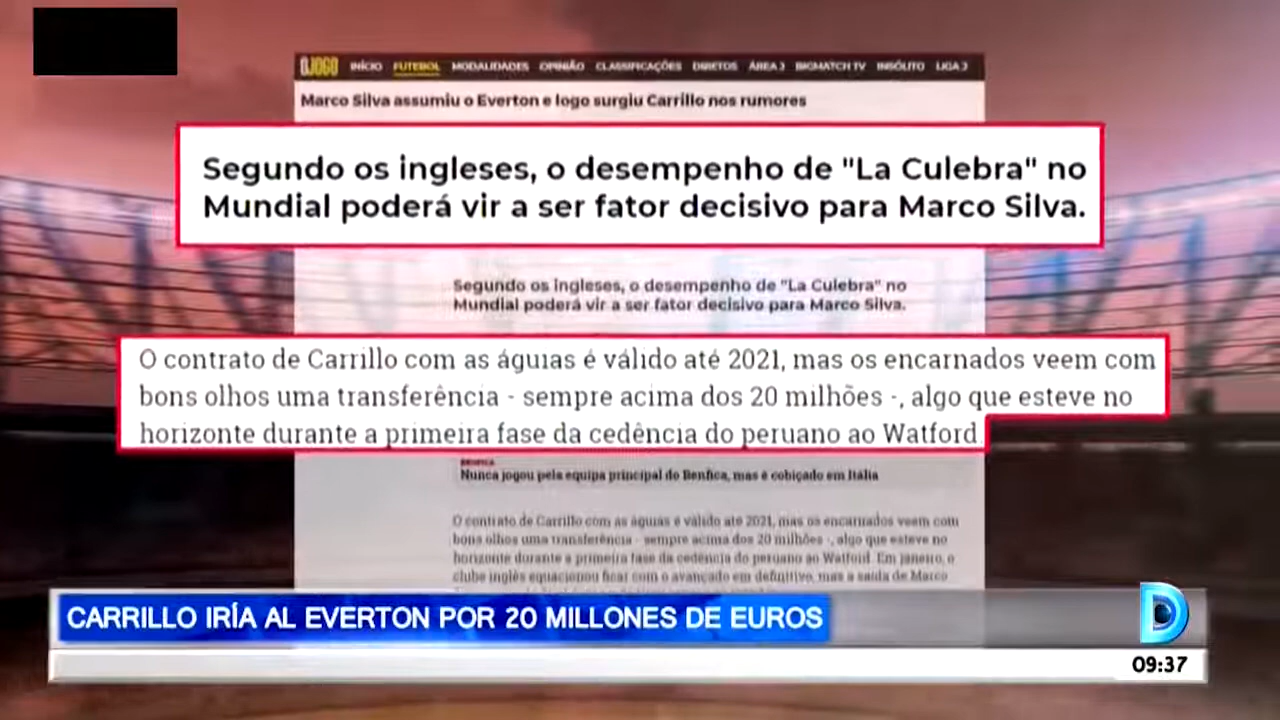 OJOGO INÍCIO FUTEBOL MODALIDADES OPINIÃO CLASSIFICAÇÕES DIRETOS ÁREA J BIGMATCH TV INSÓLITO LIGA J
Marco Silva assumiu o Everton e logo surgiu Carrillo nos rumores
Segundo os ingleses, o desempenho de "La Culebra" no
Mundial poderá vir a ser fator decisivo para Marco Silva.
Segundo os ingleses, o desempenho de "La Culebra" no
Mundial poderá vir a ser fator decisivo para Marco Silva.
O contrato de Carrillo com as águias é válido até 2021, mas os encarnados veem com
bons olhos uma transferência - sempre acima dos 20 milhões -, algo que esteve no
horizonte durante a primeira fase da cedência do peruano ao Watford.
BENFICA
Nunca jogou pela equipa principal do Benfica, mas é cobiçado em Itália
O contrato de Carrillo com as águias é válido até 2021, mas os encarnados veem com
bons olhos uma transferência - sempre acima dos 20 milhões -, algo que esteve no
horizonte durante a primeira fase da cedência do peruano ao Watford. Em janeiro, o
clube inglês equacionou ficar com o avançado em definitivo, mas a saída de Marco
CARRILLO IRÍA AL EVERTON POR 20 MILLONES DE EUROS
D
09:37